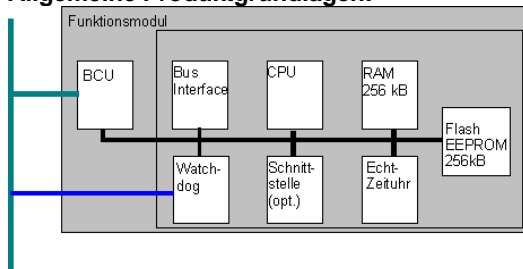 Allgemeine Produktgrundlagen:
Funktionsmodul
BCU
Bus
Interface
CPU
RAM
256 kB
Flash
EEPROM
256kB
Watch-
dog
Schnitt-
stelle
(opt.)
Echt-
Zeituhr